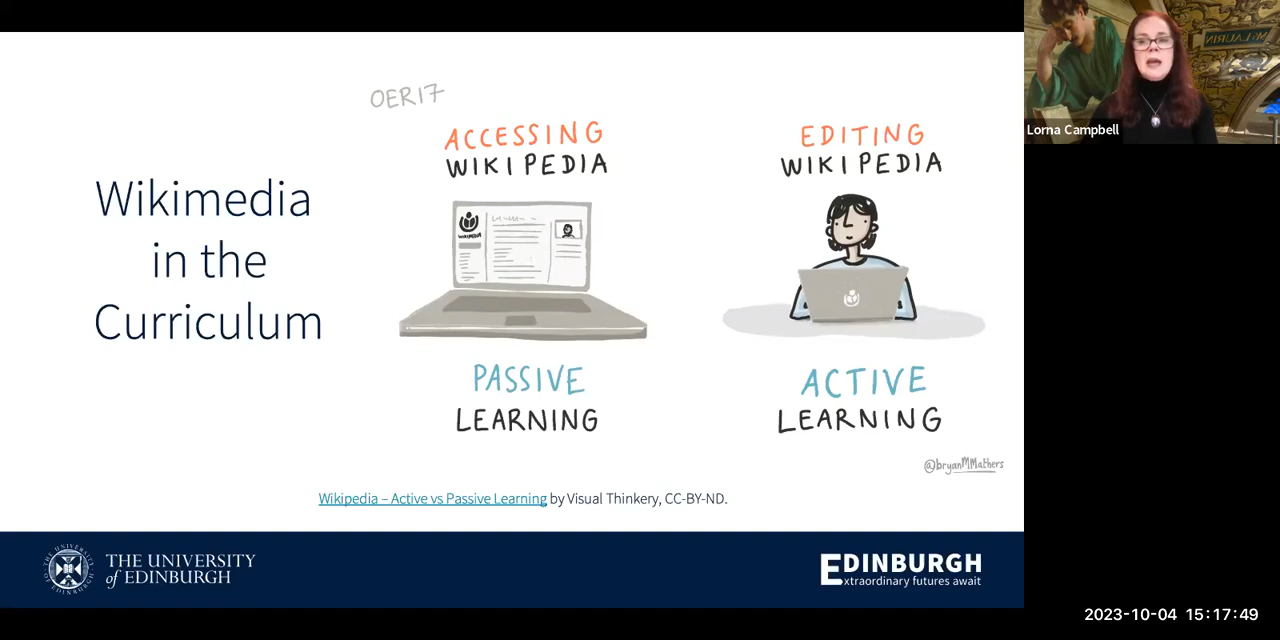 Wikimedia
in the
Curriculum
OER17
ACCESSING
WIKIPEDIA
EDITING
WIKIPEDIA
WIKIMEDIA
PASSIVE
LEARNING
ACTIVE
LEARNING
@bryanMMathers
Wikipedia – Active vs Passive Learning by Visual Thinkery, CC-BY-ND.
THE UNIVERSITY
of EDINBURGH
EDINBURGH
Extraordinary futures await
Lorna Campbell
2023-10-04 15:17:49